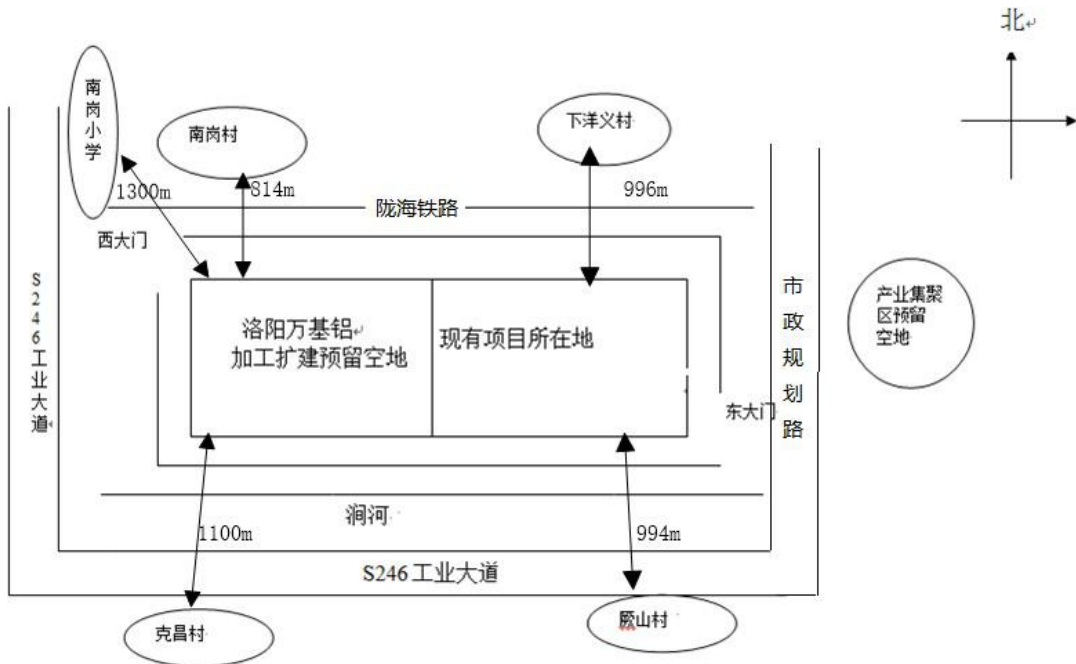 北
南岗小学
南岗村
下洋义村
1300m
814m
996m
陇海铁路
西大门
S246工业大道
洛阳万基铝
加工扩建预留空地
现有项目所在地
市政规划路
产业集聚
区预留
空地
东大门
涧河
1100m
994m
S246工业大道
克昌村
厥山村